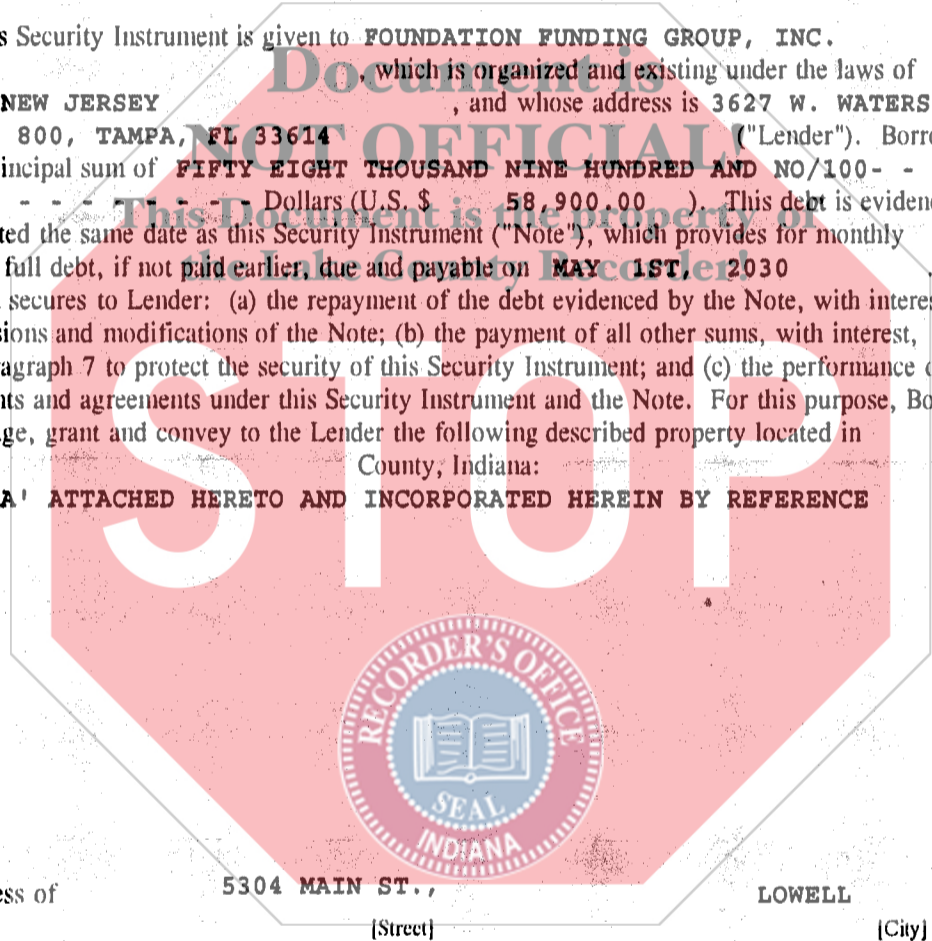 s Security Instrument is given to FOUNDATION FUNDING GROUP, INC.
Document is
, which is organized and existing under the laws of
NEW JERSEY , and whose address is 3627 W. WATERS
800, TAMPA, FL 33614 ("Lender"). Borro
NOT OFFICIAL!
incipal sum of FIFTY EIGHT THOUSAND NINE HUNDRED AND NO/100- - -
- - - - - - - - - Dollars (U.S. $ 58,900.00 ). This debt is evidenc
This Document is the property of
ted the same date as this Security Instrument ("Note"), which provides for monthly
full debt, if not paid earlier, due and payable on MAY 1ST, 2030 .
the Lake County Recorder!
secures to Lender: (a) the repayment of the debt evidenced by the Note, with interes
sions and modifications of the Note; (b) the payment of all other sums, with interest,
agraph 7 to protect the security of this Security Instrument; and (c) the performance o
nts and agreements under this Security Instrument and the Note. For this purpose, Bo
ge, grant and convey to the Lender the following described property located in
County, Indiana:
A' ATTACHED HERETO AND INCORPORATED HEREIN BY REFERENCE
STOP
RECORDER'S OFFICE
SEAL
INDIANA
ess of 5304 MAIN ST., LOWELL
[Street] [City]